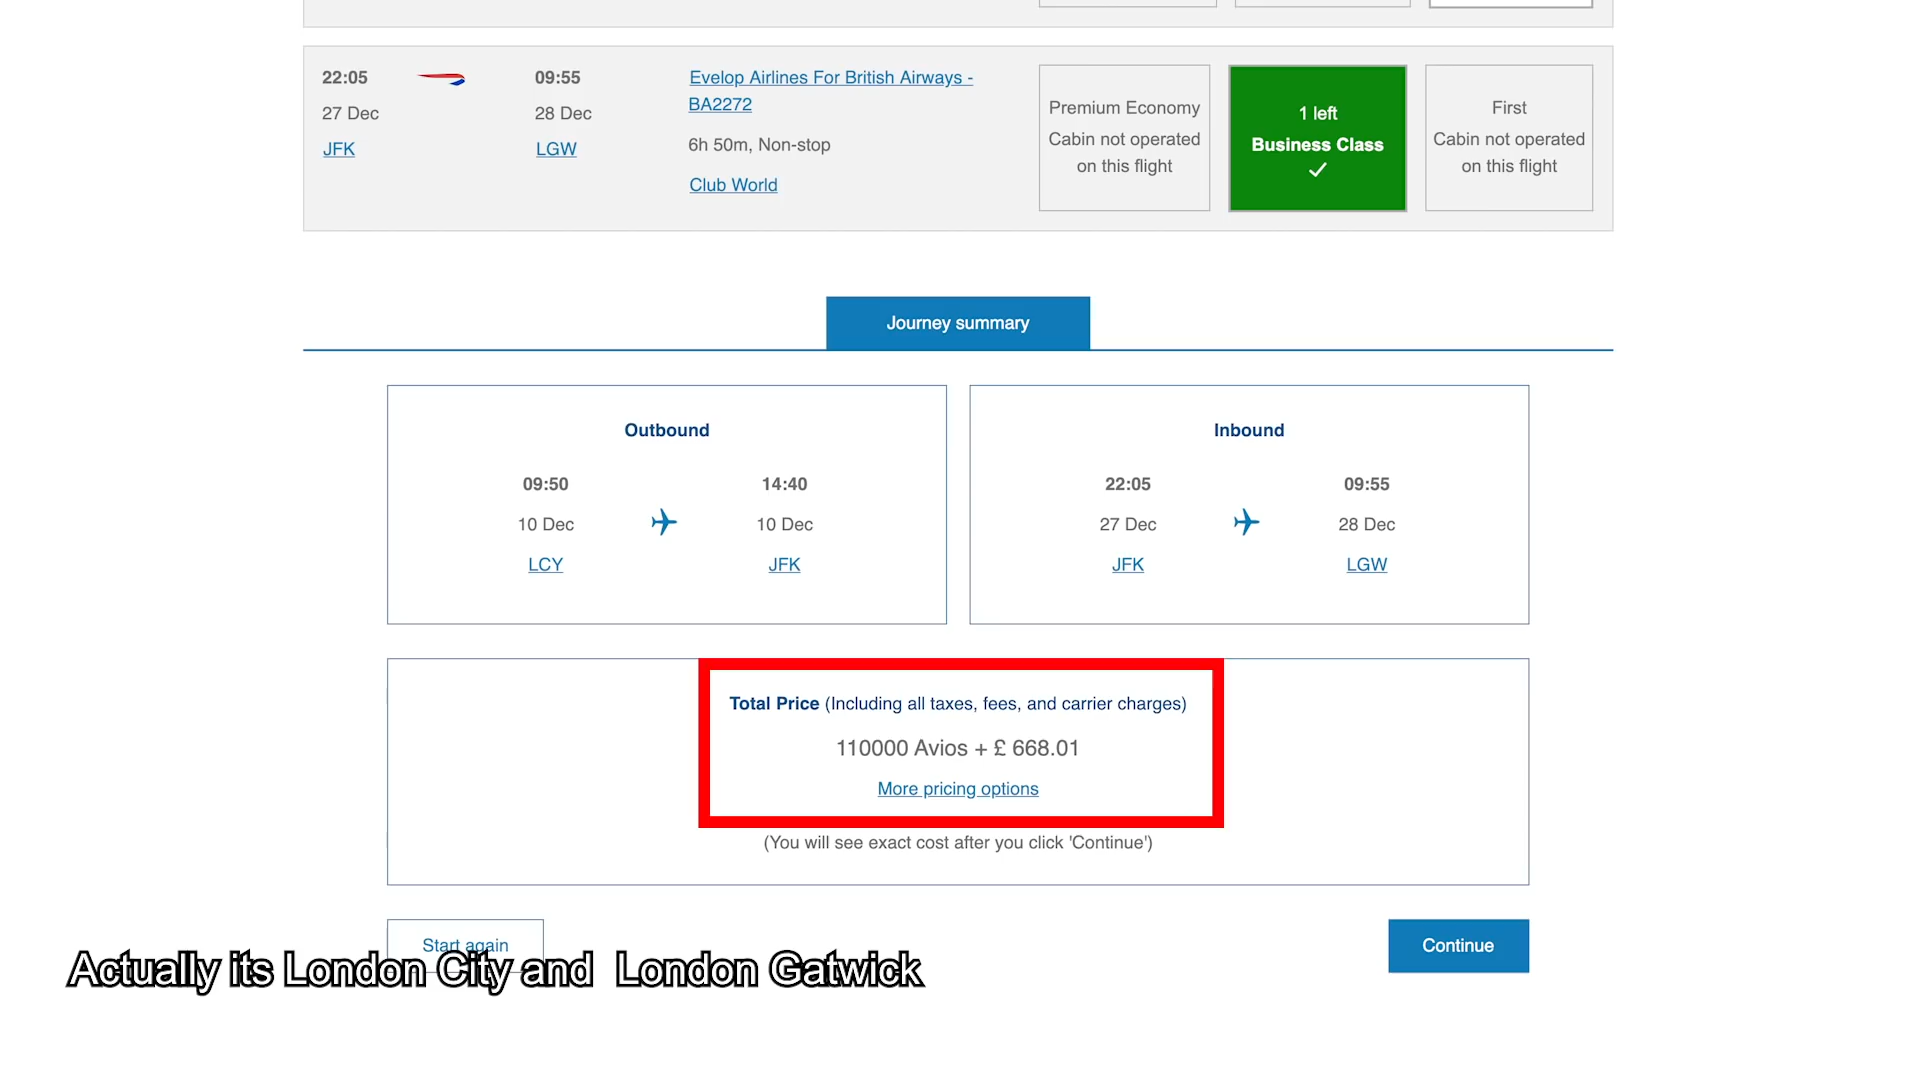 22:05
09:55
Evelop Airlines For British Airways -
BA2272
27 Dec
28 Dec
JFK
LGW
6h 50m, Non-stop
Club World
Premium Economy
Cabin not operated
on this flight
1 left
Business Class
First
Cabin not operated
on this flight
Journey summary
Outbound
09:50
14:40
10 Dec
10 Dec
LCY
JFK
Inbound
22:05
09:55
27 Dec
28 Dec
JFK
LGW
Total Price (Including all taxes, fees, and carrier charges)
110000 Avios + £ 668.01
More pricing options
(You will see exact cost after you click 'Continue')
Start again
Continue
Actually its London City and London Gatwick